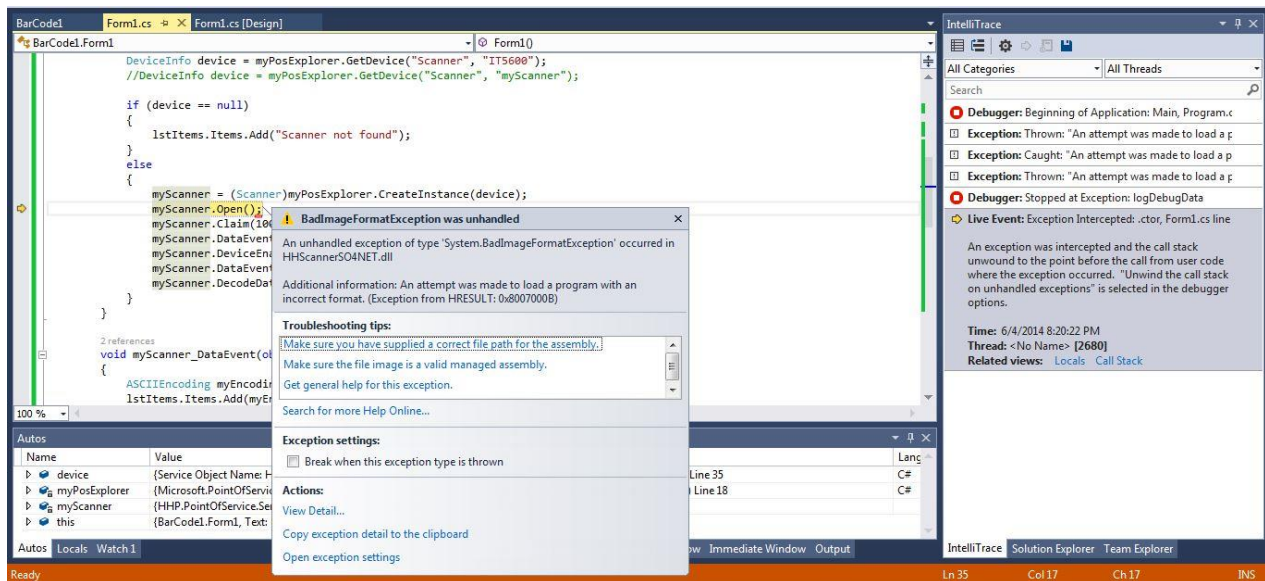 BarCode1 Form1.cs Form1.cs [Design]
BarCode1.Form1 Form1()
DeviceInfo device = myPosExplorer.GetDevice("Scanner", "IT5600");
//DeviceInfo device = myPosExplorer.GetDevice("Scanner", "myScanner");
if (device == null)
{
lstItems.Items.Add("Scanner not found");
}
else
{
myScanner = (Scanner)myPosExplorer.CreateInstance(device);
myScanner.Open();
myScanner.Claim(100
myScanner.DataEvent
myScanner.DeviceEna
myScanner.DataEvent
myScanner.DecodeDat
}
}
2 references
void myScanner_DataEvent(ob
{
ASCIIEncoding myEncodin
lstItems.Items.Add(myEn
100 %
BadImageFormatException was unhandled
An unhandled exception of type 'System.BadImageFormatException' occurred in
HHScannerSO4NET.dll
Additional information: An attempt was made to load a program with an
incorrect format. (Exception from HRESULT: 0x8007000B)
Troubleshooting tips:
Make sure you have supplied a correct file path for the assembly.
Make sure the file image is a valid managed assembly.
Get general help for this exception.
Search for more Help Online...
Exception settings:
Break when this exception type is thrown
Actions:
View Detail...
Copy exception detail to the clipboard
Open exception settings
Autos
Name Value Lang
device {Service Object Name: H Line 35 C#
myPosExplorer {Microsoft.PointOfServic ) Line 18 C#
myScanner {HHP.PointOfService.Se
this {BarCode1.Form1, Text:
Autos Locals Watch 1 ow Immediate Window Output
IntelliTrace
All Categories All Threads
Search
Debugger: Beginning of Application: Main, Program.c
Exception: Thrown: "An attempt was made to load a p
Exception: Caught: "An attempt was made to load a p
Exception: Thrown: "An attempt was made to load a p
Debugger: Stopped at Exception: logDebugData
Live Event: Exception Intercepted: .ctor, Form1.cs line
An exception was intercepted and the call stack
unwound to the point before the call from user code
where the exception occurred. "Unwind the call stack
on unhandled exceptions" is selected in the debugger
options.
Time: 6/4/2014 8:20:22 PM
Thread: <No Name> [2680]
Related views: Locals Call Stack
IntelliTrace Solution Explorer Team Explorer
Ready Ln 35 Col 17 Ch 17 INS